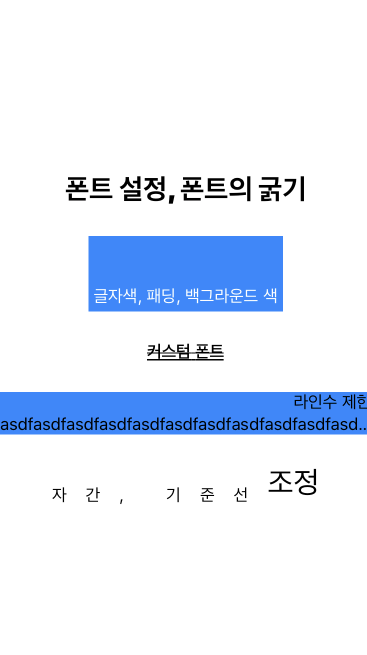 폰트 설정, 폰트의 굵기
글자색, 패딩, 백그라운드 색
커스텀 폰트
라인수 제한
asdfasdfasdfasdfasdfasdfasdfasdfasdfasdfasd...
자 간 , 기 준 선 조정